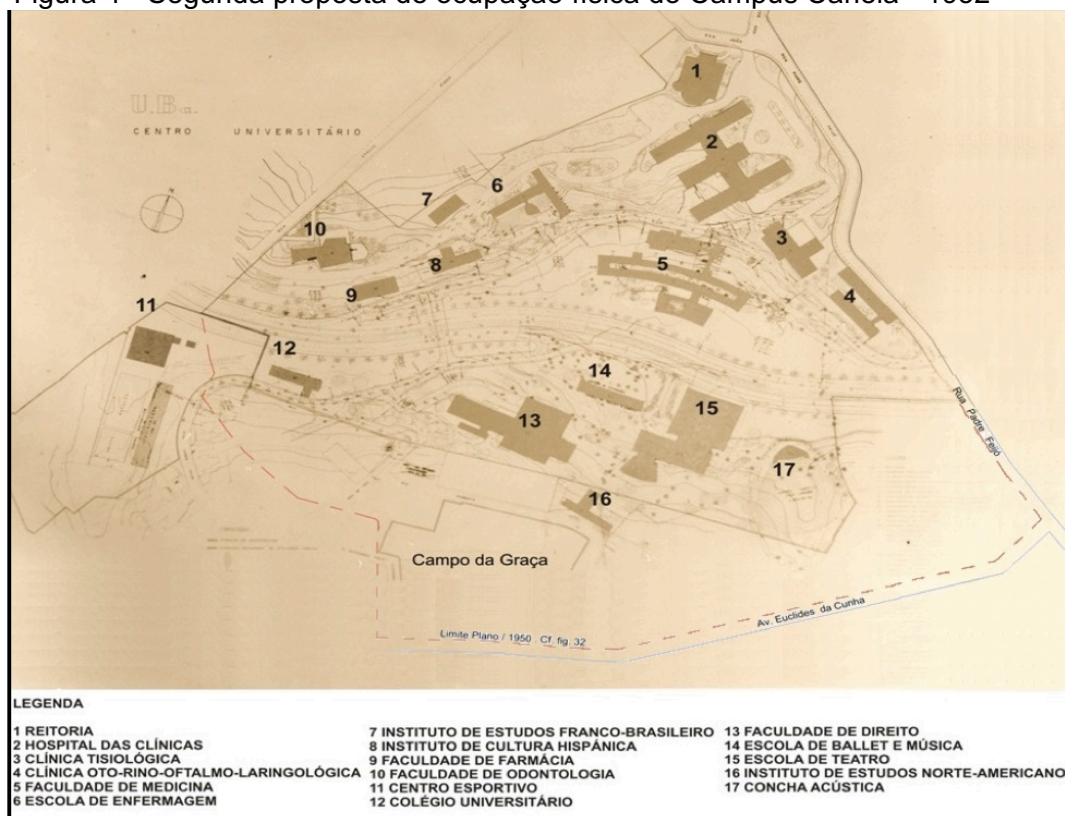 Figura 4 - Segunda proposta de ocupação física do Campus Canela - 1952
U.Ba.
CENTRO UNIVERSITÁRIO
N
1
2
3
4
5
6
7
8
9
10
11
12
13
14
15
16
17
Rua Padre Feijó
Campo da Graça
Av. Euclides da Cunha
Limite Plano / 1950 . Cf. fig. 32
LEGENDA
1 REITORIA
2 HOSPITAL DAS CLÍNICAS
3 CLÍNICA TISIOLÓGICA
4 CLÍNICA OTO-RINO-OFTALMO-LARINGOLÓGICA
5 FACULDADE DE MEDICINA
6 ESCOLA DE ENFERMAGEM
7 INSTITUTO DE ESTUDOS FRANCO-BRASILEIRO
8 INSTITUTO DE CULTURA HISPÂNICA
9 FACULDADE DE FARMÁCIA
10 FACULDADE DE ODONTOLOGIA
11 CENTRO ESPORTIVO
12 COLÉGIO UNIVERSITÁRIO
13 FACULDADE DE DIREITO
14 ESCOLA DE BALLET E MÚSICA
15 ESCOLA DE TEATRO
16 INSTITUTO DE ESTUDOS NORTE-AMERICANO
17 CONCHA ACÚSTICA